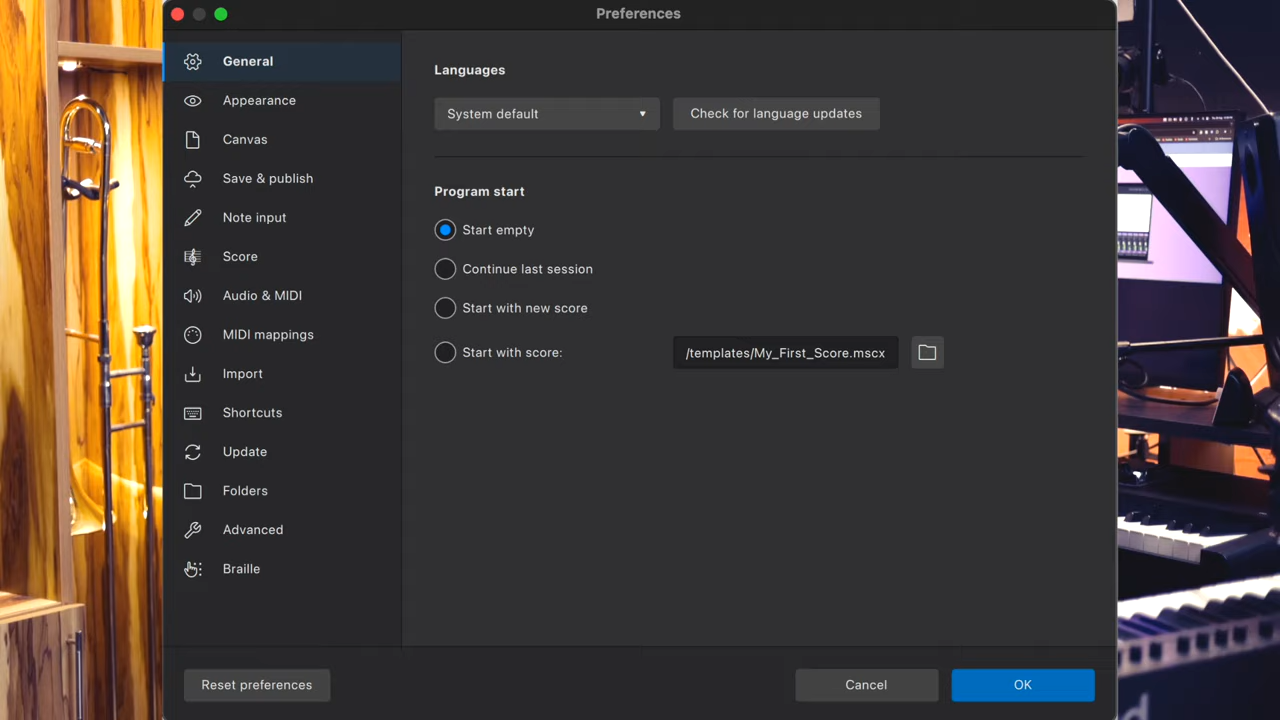 Preferences
General
Appearance
Canvas
Save & publish
Note input
Score
Audio & MIDI
MIDI mappings
Import
Shortcuts
Update
Folders
Advanced
Braille
Languages
System default
Check for language updates
Program start
Start empty
Continue last session
Start with new score
Start with score:
/templates/My_First_Score.mscx
Reset preferences
Cancel
OK